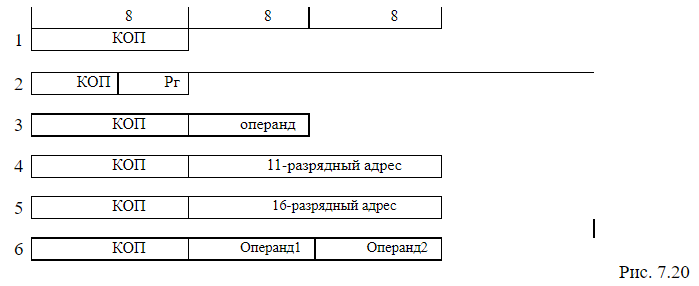 8 8 8
1 КОП
2 КОП Рг
3 КОП операнд
4 КОП 11-разрядный адрес
5 КОП 16-разрядный адрес
6 КОП Операнд1 Операнд2
Рис. 7.20